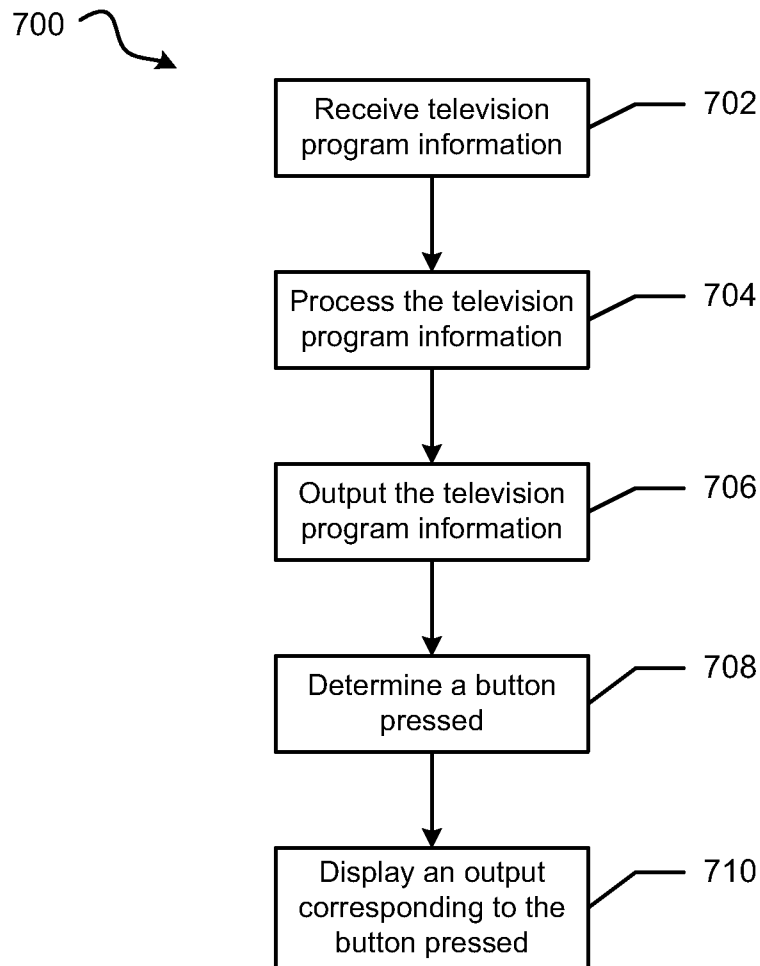 700
Receive television
program information
702
Process the television
program information
704
Output the television
program information
706
Determine a button
pressed
708
Display an output
corresponding to the
button pressed
710